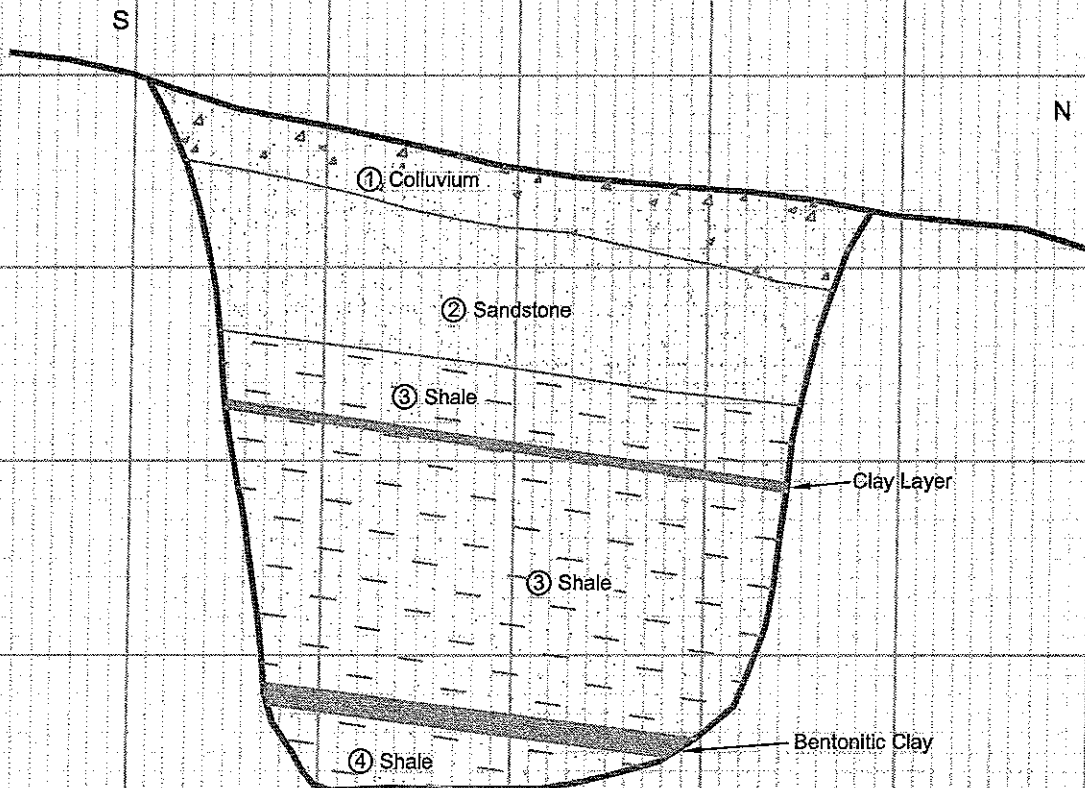 S
N
① Colluvium
② Sandstone
③ Shale
Clay Layer
③ Shale
Bentonitic Clay
④ Shale